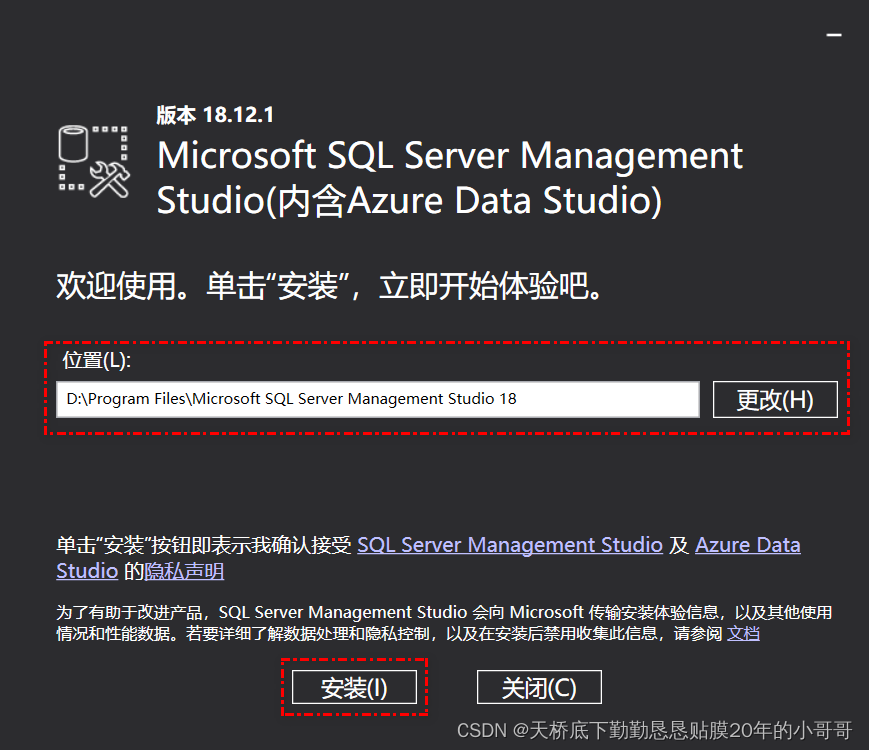 版本 18.12.1
Microsoft SQL Server Management
Studio(内含Azure Data Studio)
欢迎使用。单击“安装”，立即开始体验吧。
位置(L):
D:\Program Files\Microsoft SQL Server Management Studio 18
更改(H)
单击“安装”按钮即表示我确认接受 SQL Server Management Studio 及 Azure Data
Studio 的隐私声明
为了有助于改进产品，SQL Server Management Studio 会向 Microsoft 传输安装体验信息，以及其他使用
情况和性能数据。若要详细了解数据处理和隐私控制，以及在安装后禁用收集此信息，请参阅 文档
安装(I)
关闭(C)
CSDN @天桥底下勤勤恳恳贴膜20年的小哥哥